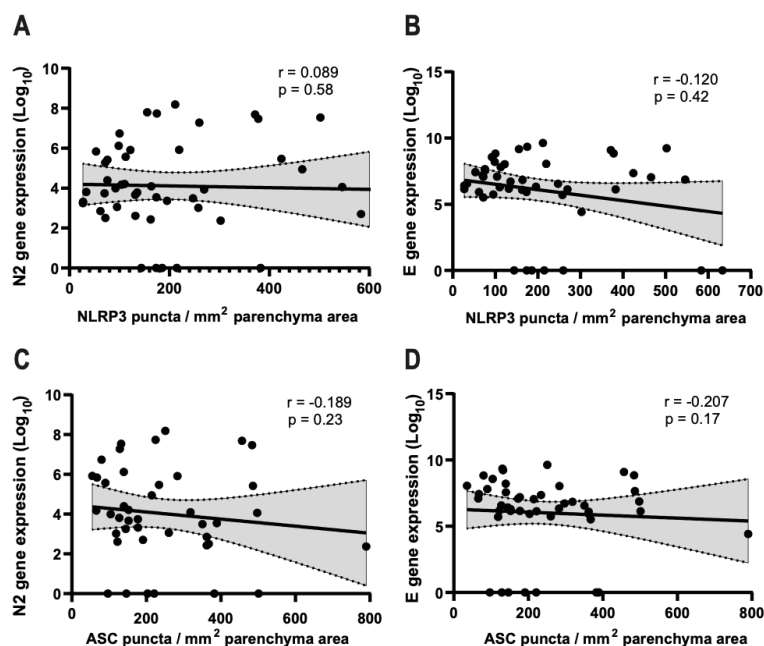 A
N2 gene expression (Log10)
10
8
6
4
2
0
r = 0.089
p = 0.58
0
200
400
600
NLRP3 puncta / mm2 parenchyma area
B
E gene expression (Log10)
15
10
5
0
r = -0.120
p = 0.42
0
100
200
300
400
500
600
700
NLRP3 puncta / mm2 parenchyma area
C
N2 gene expression (Log10)
10
8
6
4
2
0
r = -0.189
p = 0.23
0
200
400
600
800
ASC puncta / mm2 parenchyma area
D
E gene expression (Log10)
15
10
5
0
r = -0.207
p = 0.17
0
200
400
600
800
ASC puncta / mm2 parenchyma area